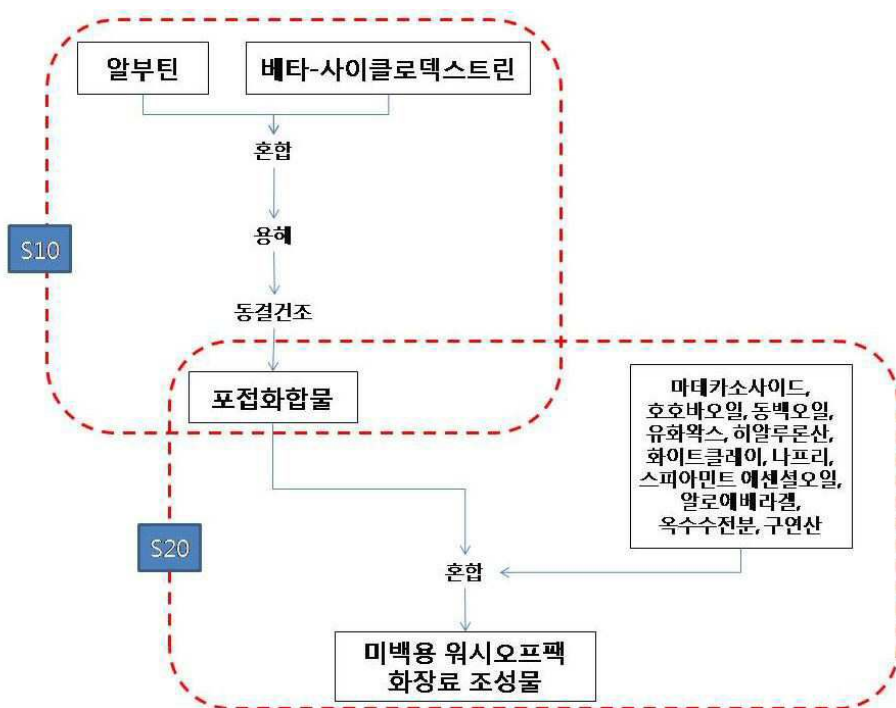 알부틴
베타-사이클로덱스트린
혼합
S10
용해
동결건조
포접화합물
마데카소사이드,
호호바오일, 동백오일,
유화왁스, 히알루론산,
화이트클레이, 나프리,
스피아민트 에센셜오일,
알로에베라겔,
옥수수전분, 구연산
S20
혼합
미백용 워시오프팩
화장료 조성물